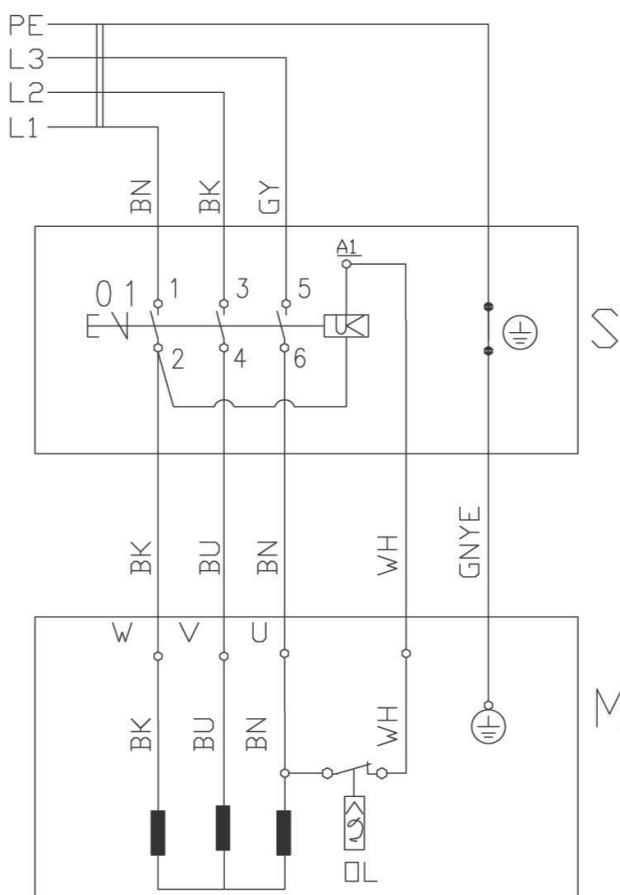 PE
L3
L2
L1
BN BK GY
A1
0 1 1 3 5
U<
2 4 6
S
BK BU BN WH GNYE
W V U
M
BK BU BN WH
OL